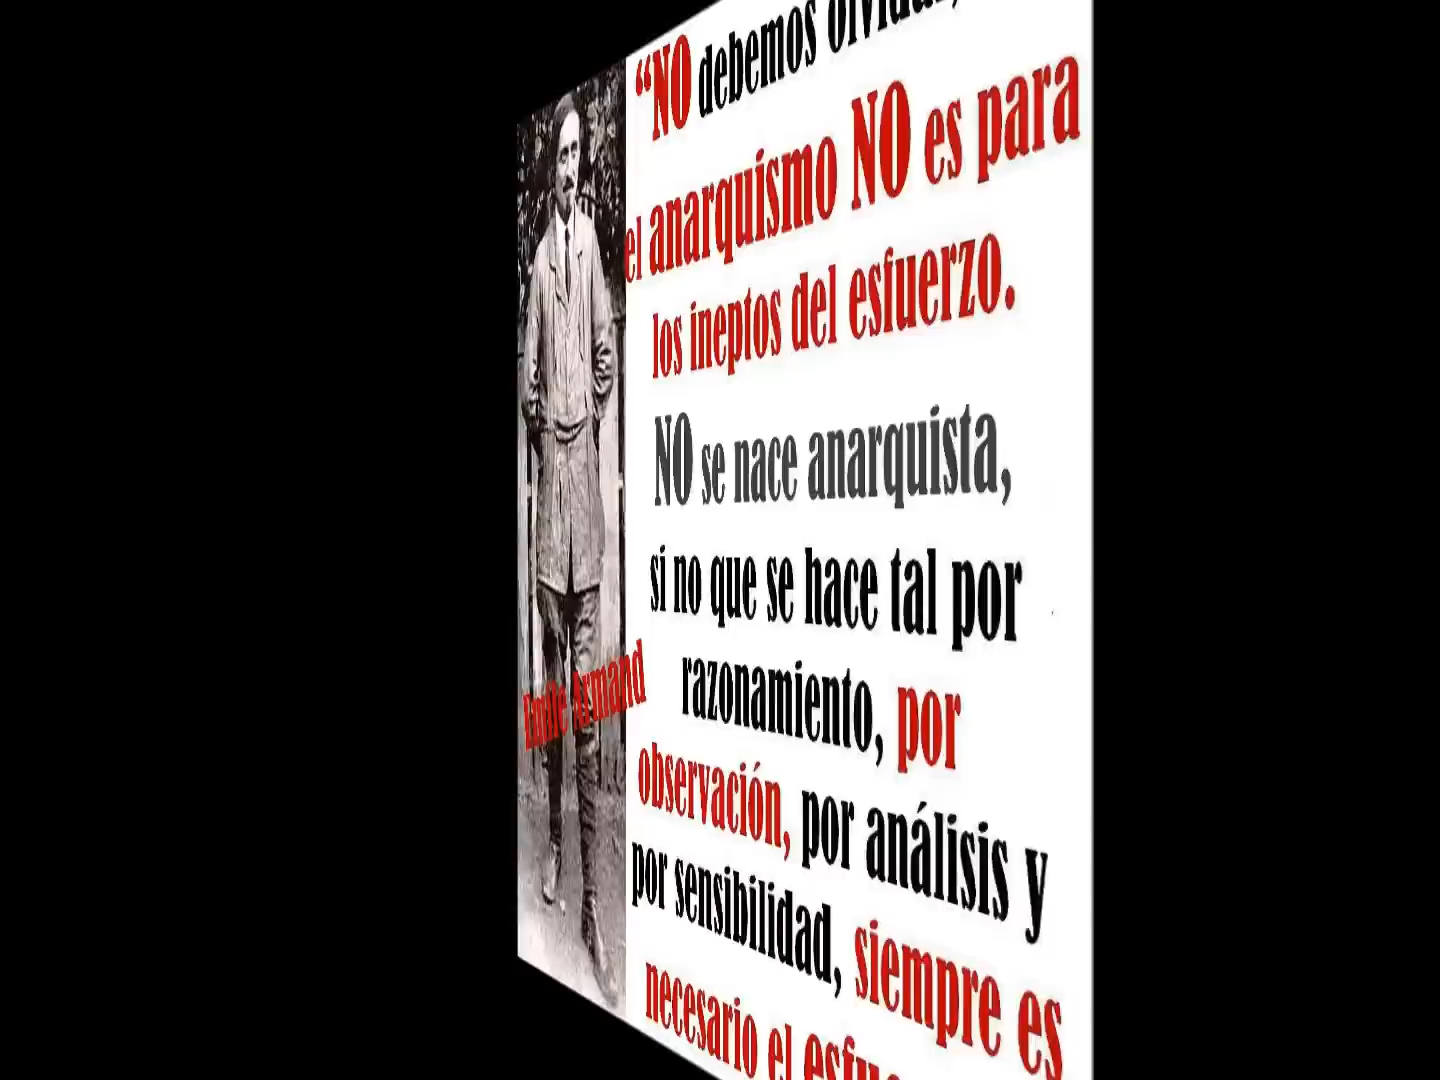 “NO debemos olvidar,
el anarquismo NO es para
los ineptos del esfuerzo.
NO se nace anarquista,
si no que se hace tal por
razonamiento, por
observación, por análisis y
por sensibilidad, siempre es
necesario el
Emile Armand